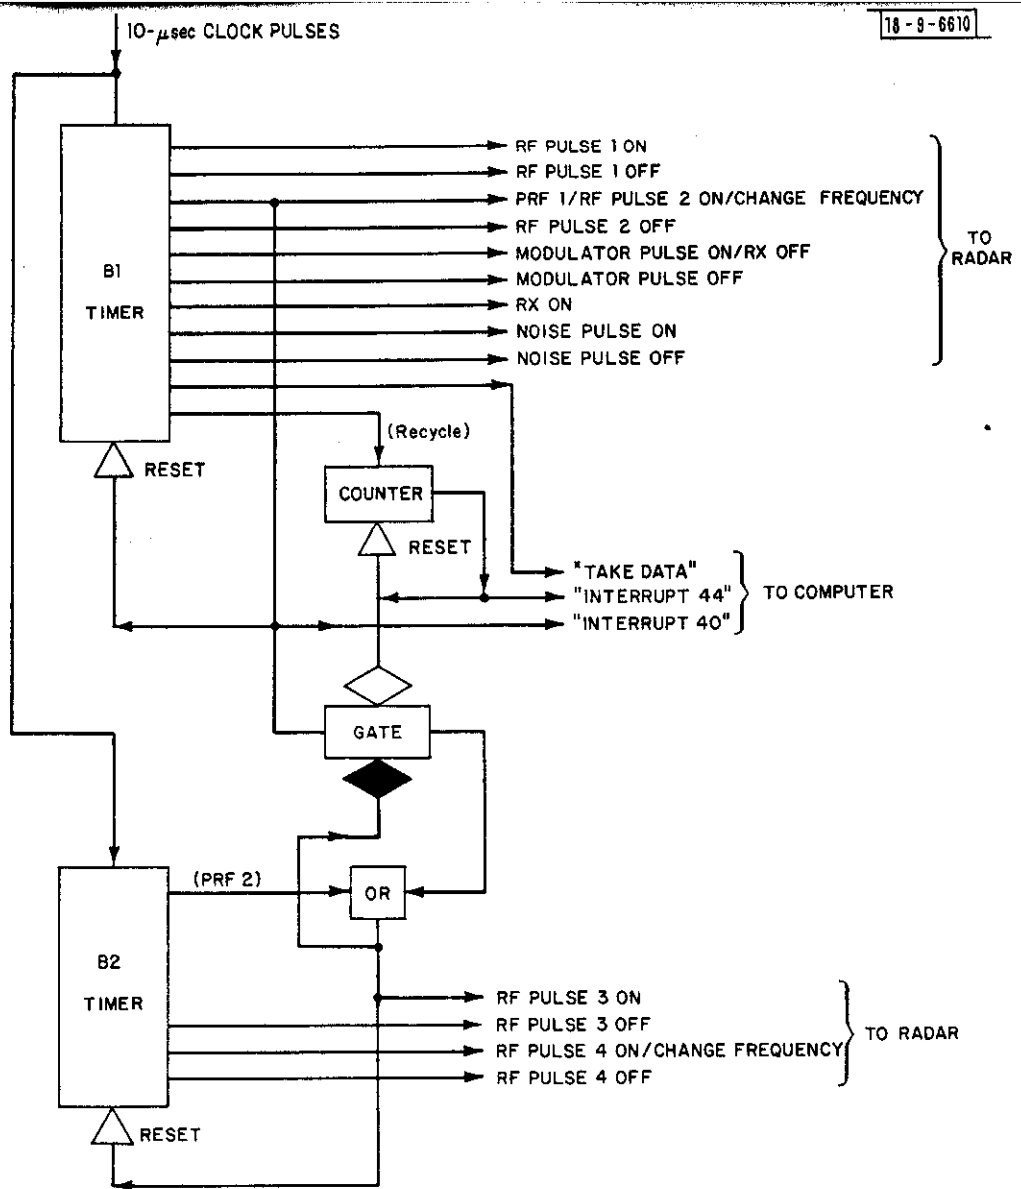 10-μsec CLOCK PULSES
18-9-6610
RF PULSE 1 ON
RF PULSE 1 OFF
PRF 1/RF PULSE 2 ON/CHANGE FREQUENCY
RF PULSE 2 OFF
MODULATOR PULSE ON/RX OFF
MODULATOR PULSE OFF
RX ON
NOISE PULSE ON
NOISE PULSE OFF
TO
RADAR
B1
TIMER
(Recycle)
RESET
COUNTER
RESET
"TAKE DATA"
"INTERRUPT 44"
"INTERRUPT 40"
TO COMPUTER
GATE
(PRF 2)
OR
B2
TIMER
RF PULSE 3 ON
RF PULSE 3 OFF
RF PULSE 4 ON/CHANGE FREQUENCY
RF PULSE 4 OFF
TO RADAR
RESET